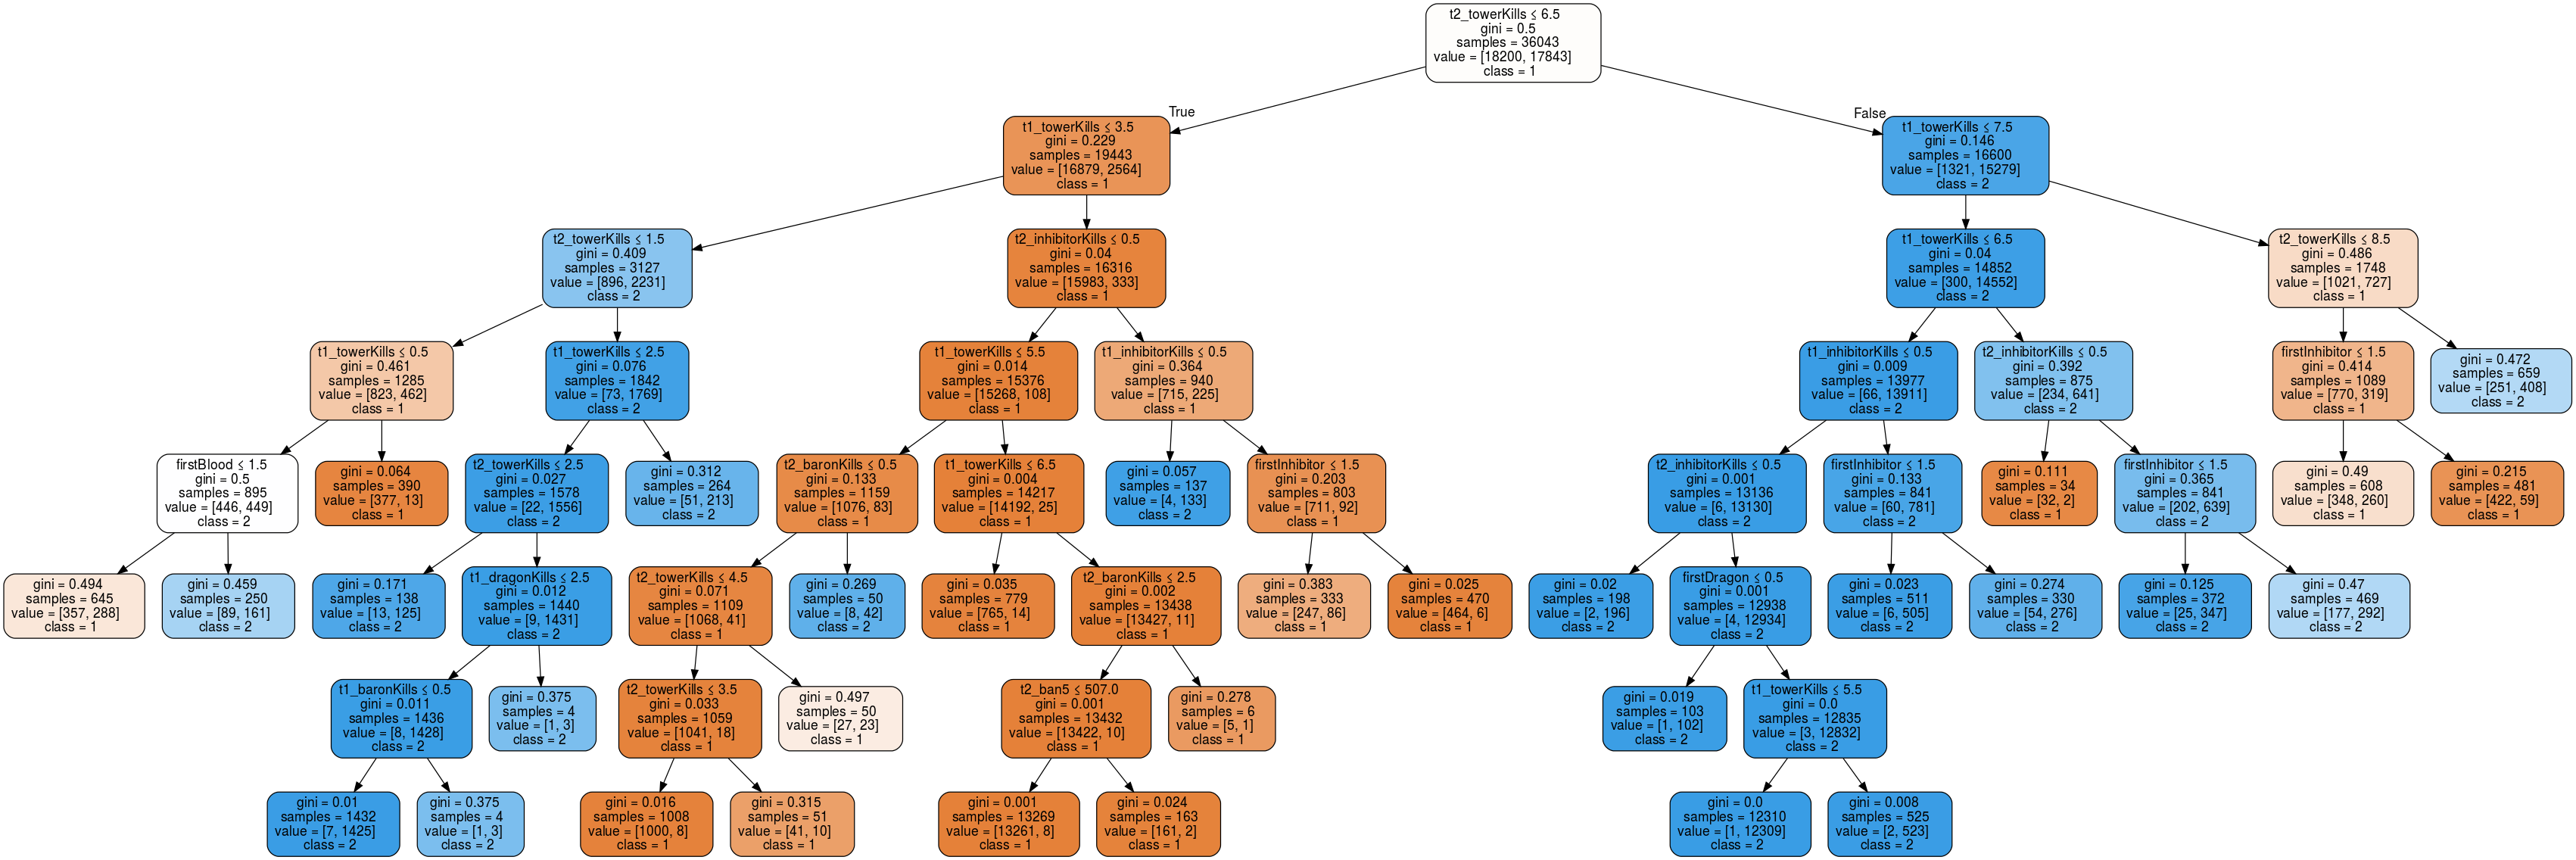 t2_towerKills ≤ 6.5
gini = 0.5
samples = 36043
value = [18200, 17843]
class = 1
True
False
t1_towerKills ≤ 3.5
gini = 0.229
samples = 19443
value = [16879, 2564]
class = 1
t1_towerKills ≤ 7.5
gini = 0.146
samples = 16600
value = [1321, 15279]
class = 2
t2_towerKills ≤ 1.5
gini = 0.409
samples = 3127
value = [896, 2231]
class = 2
t2_inhibitorKills ≤ 0.5
gini = 0.04
samples = 16316
value = [15983, 333]
class = 1
t1_towerKills ≤ 6.5
gini = 0.04
samples = 14852
value = [300, 14552]
class = 2
t2_towerKills ≤ 8.5
gini = 0.486
samples = 1748
value = [1021, 727]
class = 1
t1_towerKills ≤ 0.5
gini = 0.461
samples = 1285
value = [823, 462]
class = 1
t1_towerKills ≤ 2.5
gini = 0.076
samples = 1842
value = [73, 1769]
class = 2
t1_towerKills ≤ 5.5
gini = 0.014
samples = 15376
value = [15268, 108]
class = 1
t1_inhibitorKills ≤ 0.5
gini = 0.364
samples = 940
value = [715, 225]
class = 1
t1_inhibitorKills ≤ 0.5
gini = 0.009
samples = 13977
value = [66, 13911]
class = 2
t2_inhibitorKills ≤ 0.5
gini = 0.392
samples = 875
value = [234, 641]
class = 2
firstInhibitor ≤ 1.5
gini = 0.414
samples = 1089
value = [770, 319]
class = 1
gini = 0.472
samples = 659
value = [251, 408]
class = 2
firstBlood ≤ 1.5
gini = 0.5
samples = 895
value = [446, 449]
class = 2
gini = 0.064
samples = 390
value = [377, 13]
class = 1
t2_towerKills ≤ 2.5
gini = 0.027
samples = 1578
value = [22, 1556]
class = 2
gini = 0.312
samples = 264
value = [51, 213]
class = 2
t2_baronKills ≤ 0.5
gini = 0.133
samples = 1159
value = [1076, 83]
class = 1
t1_towerKills ≤ 6.5
gini = 0.004
samples = 14217
value = [14192, 25]
class = 1
gini = 0.057
samples = 137
value = [4, 133]
class = 2
firstInhibitor ≤ 1.5
gini = 0.203
samples = 803
value = [711, 92]
class = 1
t2_inhibitorKills ≤ 0.5
gini = 0.001
samples = 13136
value = [6, 13130]
class = 2
firstInhibitor ≤ 1.5
gini = 0.133
samples = 841
value = [60, 781]
class = 2
gini = 0.111
samples = 34
value = [32, 2]
class = 1
firstInhibitor ≤ 1.5
gini = 0.365
samples = 841
value = [202, 639]
class = 2
gini = 0.49
samples = 608
value = [348, 260]
class = 1
gini = 0.215
samples = 481
value = [422, 59]
class = 1
gini = 0.494
samples = 645
value = [357, 288]
class = 1
gini = 0.459
samples = 250
value = [89, 161]
class = 2
gini = 0.171
samples = 138
value = [13, 125]
class = 2
t1_dragonKills ≤ 2.5
gini = 0.012
samples = 1440
value = [9, 1431]
class = 2
t2_towerKills ≤ 4.5
gini = 0.071
samples = 1109
value = [1068, 41]
class = 1
gini = 0.269
samples = 50
value = [8, 42]
class = 2
gini = 0.035
samples = 779
value = [765, 14]
class = 1
t2_baronKills ≤ 2.5
gini = 0.002
samples = 13438
value = [13427, 11]
class = 1
gini = 0.383
samples = 333
value = [247, 86]
class = 1
gini = 0.025
samples = 470
value = [464, 6]
class = 1
gini = 0.02
samples = 198
value = [2, 196]
class = 2
firstDragon ≤ 0.5
gini = 0.001
samples = 12938
value = [4, 12934]
class = 2
gini = 0.023
samples = 511
value = [6, 505]
class = 2
gini = 0.274
samples = 330
value = [54, 276]
class = 2
gini = 0.125
samples = 372
value = [25, 347]
class = 2
gini = 0.47
samples = 469
value = [177, 292]
class = 2
t1_baronKills ≤ 0.5
gini = 0.011
samples = 1436
value = [8, 1428]
class = 2
gini = 0.375
samples = 4
value = [1, 3]
class = 2
t2_towerKills ≤ 3.5
gini = 0.033
samples = 1059
value = [1041, 18]
class = 1
gini = 0.497
samples = 50
value = [27, 23]
class = 1
t2_ban5 ≤ 507.0
gini = 0.001
samples = 13432
value = [13422, 10]
class = 1
gini = 0.278
samples = 6
value = [5, 1]
class = 1
gini = 0.019
samples = 103
value = [1, 102]
class = 2
t1_towerKills ≤ 5.5
gini = 0.0
samples = 12835
value = [3, 12832]
class = 2
gini = 0.01
samples = 1432
value = [7, 1425]
class = 2
gini = 0.375
samples = 4
value = [1, 3]
class = 2
gini = 0.016
samples = 1008
value = [1000, 8]
class = 1
gini = 0.315
samples = 51
value = [41, 10]
class = 1
gini = 0.001
samples = 13269
value = [13261, 8]
class = 1
gini = 0.024
samples = 163
value = [161, 2]
class = 1
gini = 0.0
samples = 12310
value = [1, 12309]
class = 2
gini = 0.008
samples = 525
value = [2, 523]
class = 2